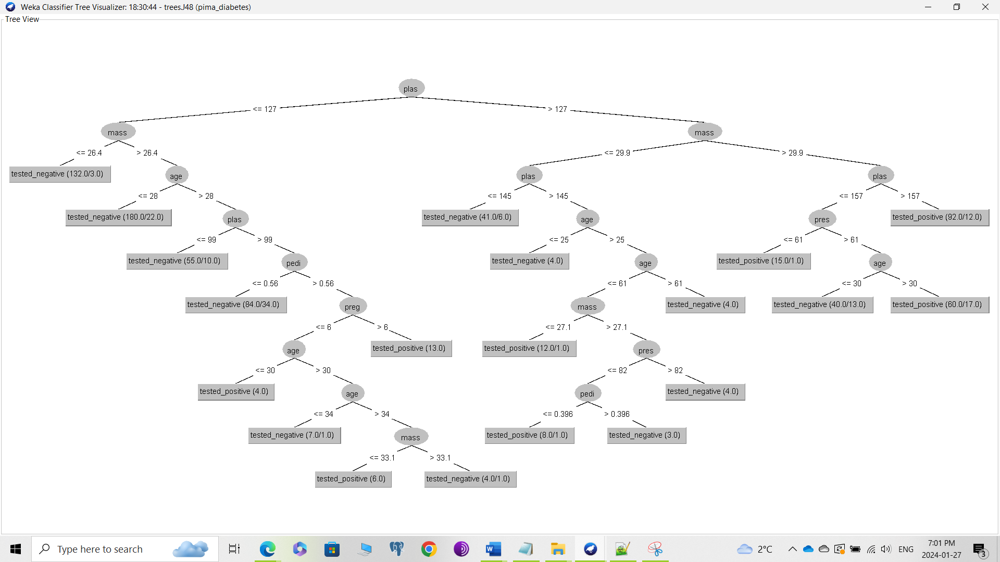 Weka Classifier Tree Visualizer: 18:30:44 - trees.J48 (pima_diabetes)
Tree View
plas
<= 127
> 127
mass
mass
<= 26.4
> 26.4
<= 29.9
> 29.9
tested_negative (132.0/3.0)
age
plas
plas
<= 28
> 28
<= 145
> 145
<= 157
> 157
tested_negative (180.0/22.0)
plas
tested_negative (41.0/6.0)
age
pres
tested_positive (92.0/12.0)
<= 99
> 99
<= 25
> 25
<= 61
> 61
tested_negative (55.0/10.0)
pedi
tested_negative (4.0)
age
tested_positive (15.0/1.0)
age
<= 0.56
> 0.56
<= 61
> 61
<= 30
> 30
tested_negative (84.0/34.0)
preg
mass
tested_negative (4.0)
tested_negative (40.0/13.0)
tested_positive (60.0/17.0)
<= 6
> 6
<= 27.1
> 27.1
age
tested_positive (13.0)
tested_positive (12.0/1.0)
pres
<= 30
> 30
<= 82
> 82
tested_positive (4.0)
age
pedi
tested_negative (4.0)
<= 34
> 34
<= 0.396
> 0.396
tested_negative (7.0/1.0)
mass
tested_positive (8.0/1.0)
tested_negative (3.0)
<= 33.1
> 33.1
tested_positive (6.0)
tested_negative (4.0/1.0)
Type here to search
W
2°C
ENG
7:01 PM
2024-01-27
3